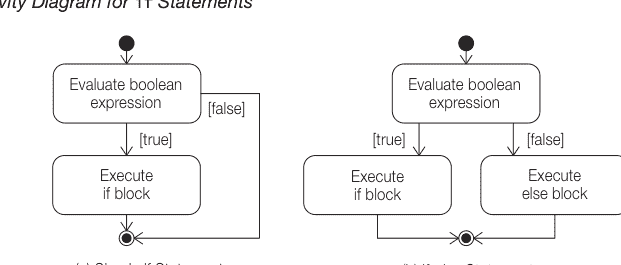 Diagram for if Statements
Evaluate boolean
expression
[false]
[true]
Execute
if block
Evaluate boolean
expression
[true]
[false]
Execute
if block
Execute
else block